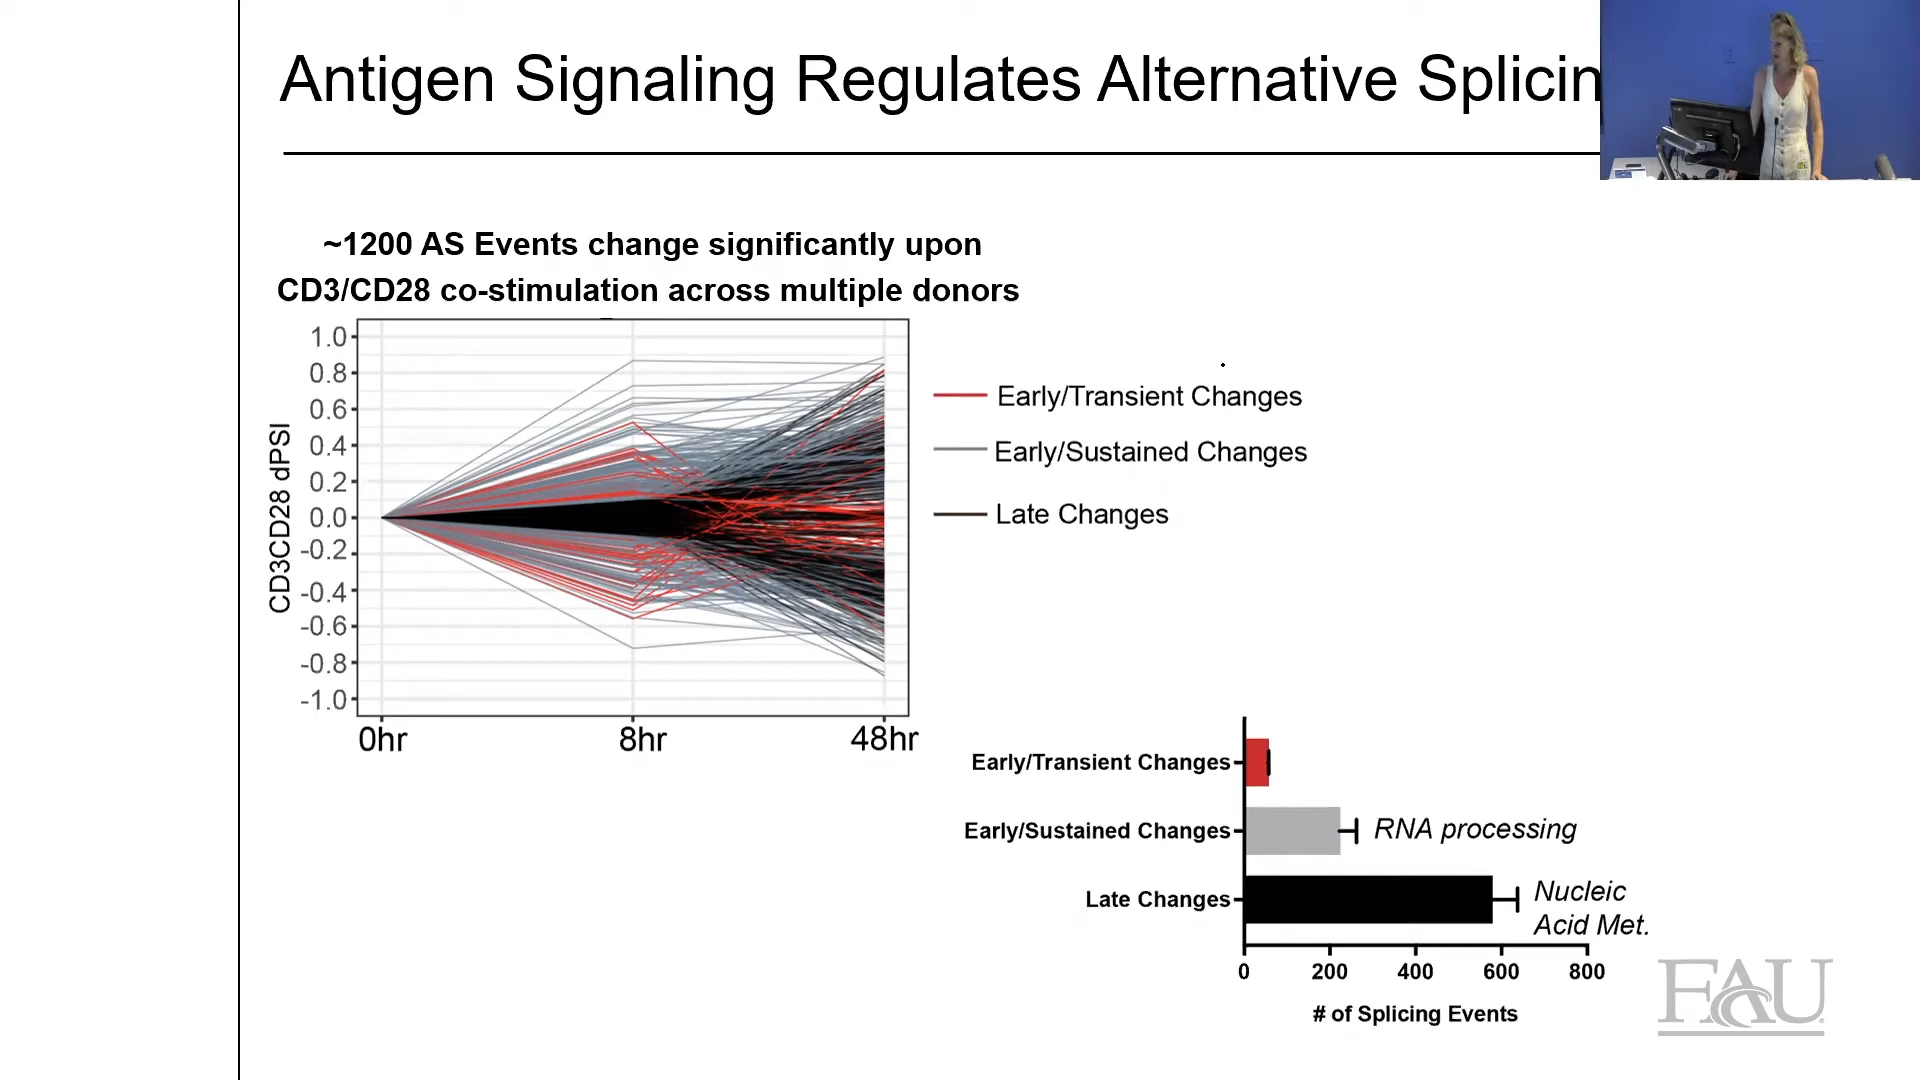 Antigen Signaling Regulates Alternative Splicin
~1200 AS Events change significantly upon
CD3/CD28 co-stimulation across multiple donors
CD3CD28 dPSI
1.0
0.8
0.6
0.4
0.2
0.0
-0.2
-0.4
-0.6
-0.8
-1.0
0hr 8hr 48hr
Early/Transient Changes
Early/Sustained Changes
Late Changes
Early/Transient Changes
Early/Sustained Changes RNA processing
Late Changes Nucleic
Acid Met.
0 200 400 600 800
# of Splicing Events
FAU